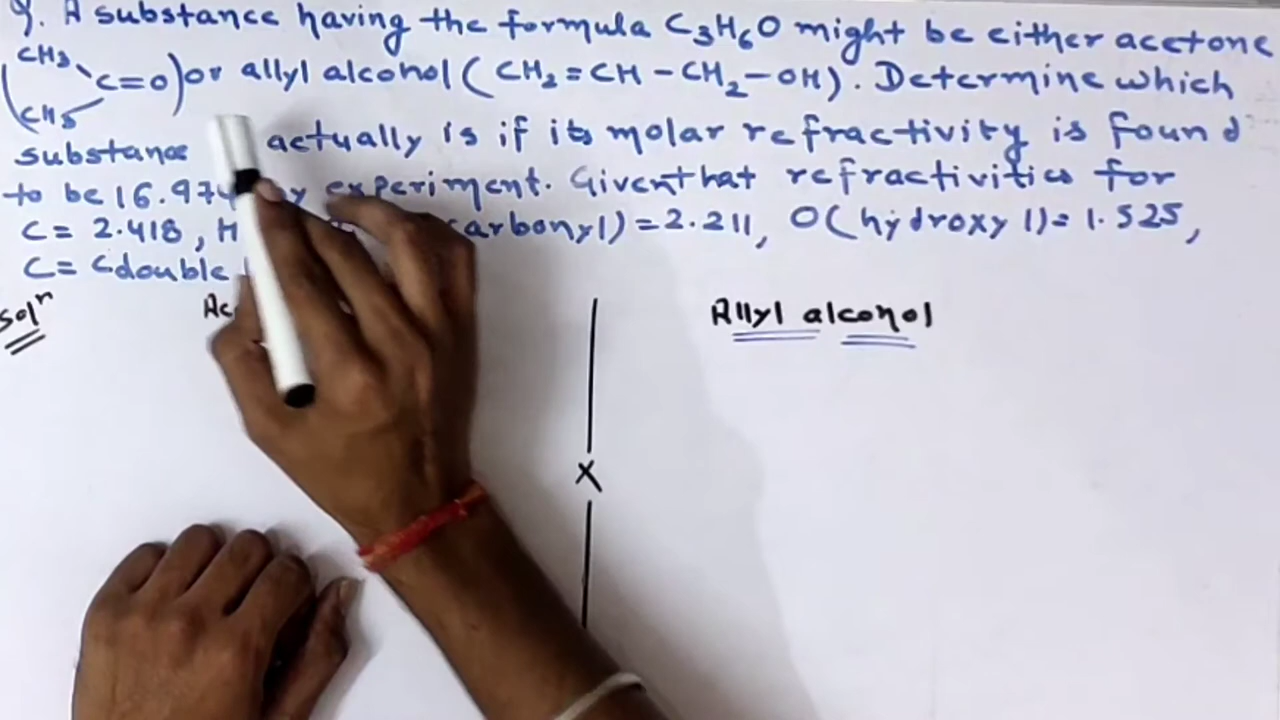 Q. A substance having the formula C₃H₆O might be either acetone
(CH₃ CH₃ C=O) or allyl alcohol (CH₂=CH-CH₂-OH). Determine which
substance actually is if its molar refractivity is found
to be 16.974 by experiment. Given that refractivities for
C = 2.418, H carbonyl) = 2.211, O(hydroxyl) = 1.525,
C = C double
Solⁿ Allyl alcohol
X